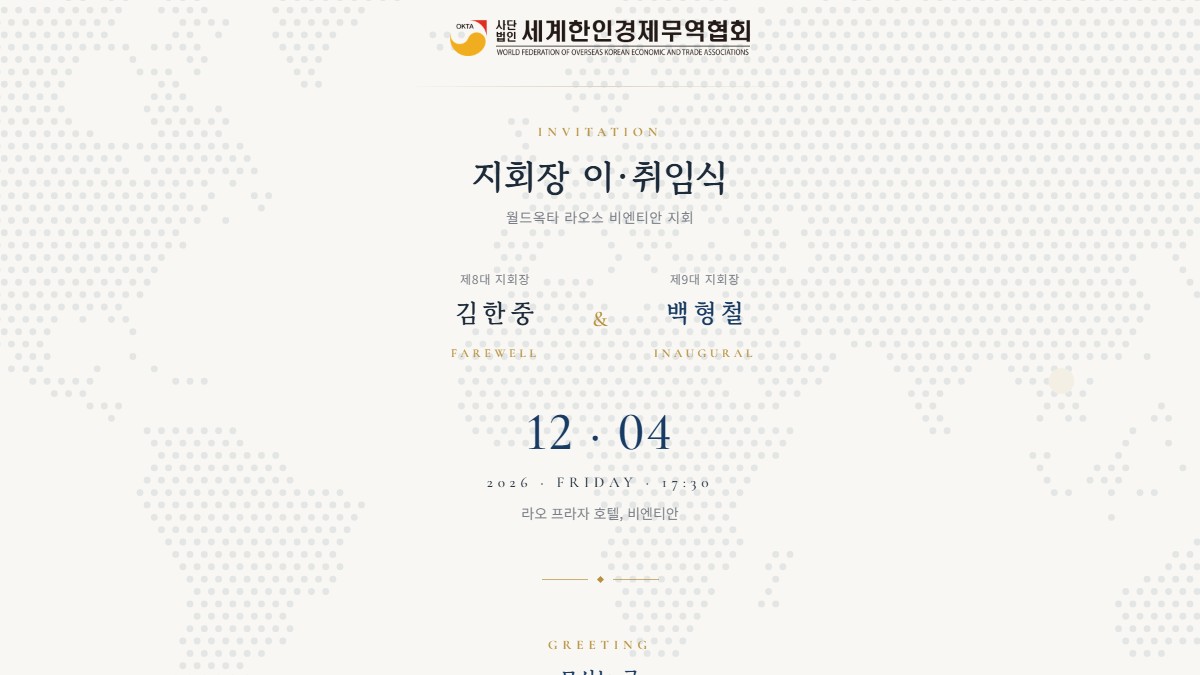 OKTA
사단법인 세계한인경제무역협회
WORLD FEDERATION OF OVERSEAS KOREAN ECONOMIC AND TRADE ASSOCIATIONS
INVITATION
지회장 이·취임식
월드옥타 라오스 비엔티안 지회
제8대 지회장
김한중
FAREWELL
&
제9대 지회장
백형철
INAUGURAL
12 · 04
2026 · FRIDAY · 17:30
라오 프라자 호텔, 비엔티안
GREETING